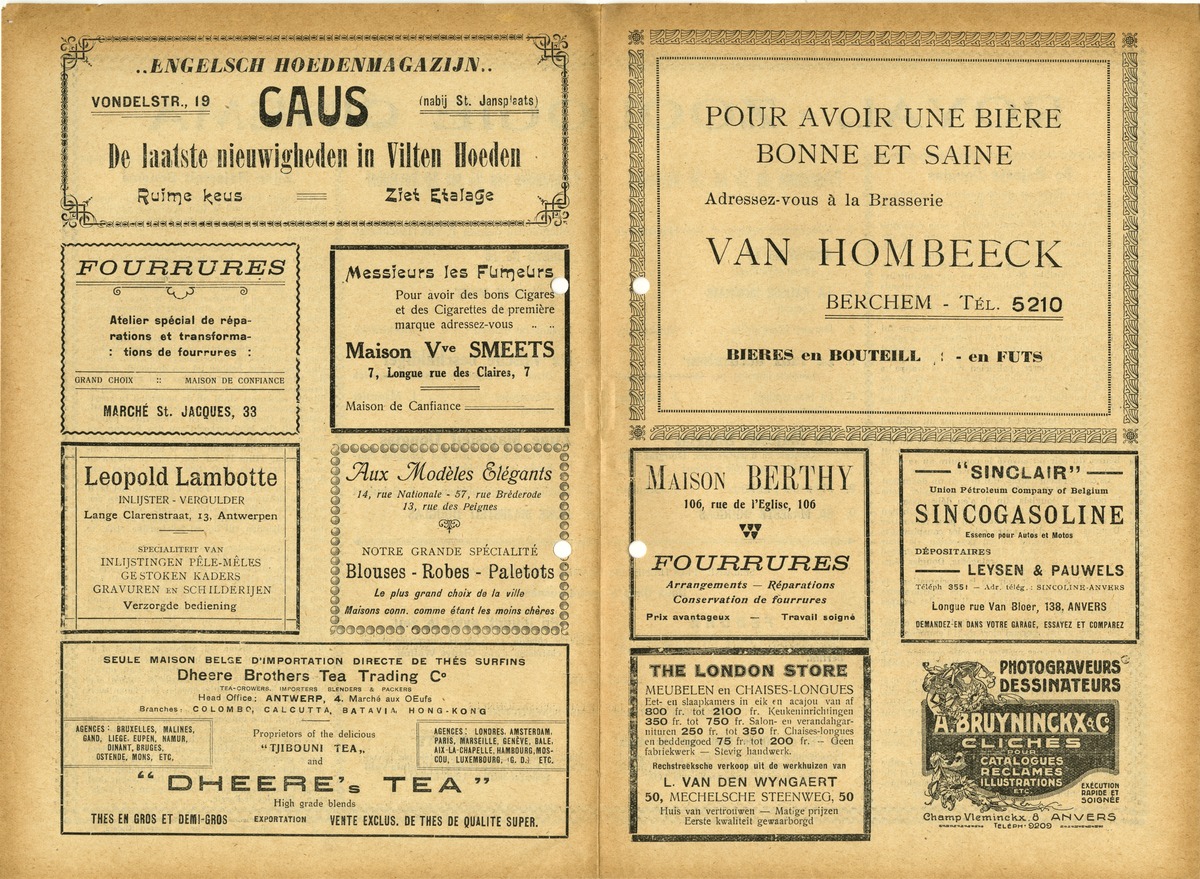 ..ENGELSCH HOEDENMAGAZIJN..
VONDELSTR., 19 CAUS (nabij St. Jansplaats)
De laatste nieuwigheden in Vilten Hoeden
Ruime keus Ziet Etalage
FOURRURES
Atelier spécial de répa-
rations et transforma-
: tions de fourrures :
GRAND CHOIX :: MAISON DE CONFIANCE
MARCHÉ St. JACQUES, 33
Messieurs les Fumeurs
Pour avoir des bons Cigares
et des Cigarettes de première
marque adressez-vous .. ..
Maison Vve SMEETS
7, Longue rue des Claires, 7
Maison de Canfiance
Leopold Lambotte
INLIJSTER - VERGULDER
Lange Clarenstraat, 13, Antwerpen
SPECIALITEIT VAN
INLIJSTINGEN PÊLE-MÊLES
GESTOKEN KADERS
GRAVUREN EN SCHILDERIJEN
Verzorgde bediening
Aux Modèles Elégants
14, rue Nationale - 57, rue Bréderode
13, rue des Peignes
NOTRE GRANDE SPÉCIALITÉ
Blouses - Robes - Paletots
Le plus grand choix de la ville
Maisons conn. comme étant les moins chères
SEULE MAISON BELGE D'IMPORTATION DIRECTE DE THÉS SURFINS
Dheere Brothers Tea Trading Co
TEA-CROWERS, IMPORTERS BLENDERS & PACKERS
Head Office: ANTWERP, 4. Marché aux OEufs
Branches: COLOMBO, CALCUTTA, BATAVIA HONG-KONG
AGENCES: BRUXELLES, MALINES,
GAND, LIEGE, EUPEN, NAMUR,
DINANT, BRUGES,
OSTENDE, MONS, ETC,
Proprietors of the delicious
"TJIBOUNI TEA,,
and
AGENCES: LONDRES, AMSTERDAM.
PARIS, MARSEILLE, GENÈVE, BALE,
AIX-LA-CHAPELLE, HAMBOURG, MOS-
COU, LUXEMBOURG, (G. D.) ETC.
"DHEERE's TEA"
High grade blends
THES EN GROS ET DEMI-GROS EXPORTATION VENTE EXCLUS. DE THES DE QUALITE SUPER.
POUR AVOIR UNE BIÈRE
BONNE ET SAINE
Adressez-vous à la Brasserie
VAN HOMBEECK
BERCHEM - TÉL. 5210
BIERES en BOUTEILL - en FUTS
MAISON BERTHY
106, rue de l'Eglise, 106
FOURRURES
Arrangements — Réparations
Conservation de fourrures
Prix avantageux — Travail soigné
"SINCLAIR"
Union Pétroleum Company of Belgium
SINCOGASOLINE
Essence pour Autos et Motos
DÉPOSITAIRES
LEYSEN & PAUWELS
Téléph 3551 — Adr. télég.: SINCOLINE-ANVERS
Longue rue Van Bloer, 138, ANVERS
DEMANDEZ-EN DANS VOTRE GARAGE, ESSAYEZ ET COMPAREZ
THE LONDON STORE
MEUBELEN en CHAISES-LONGUES
Eet- en slaapkamers in eik en acajou van af
800 fr. tot 2100 fr. Keukeninrichtingen
350 fr. tot 750 fr. Salon- en verandahgar-
nituren 250 fr. tot 350 fr. Chaises-longues
en beddengoed 75 fr. tot 200 fr. — Geen
fabriekwerk — Stevig handwerk.
Rechstreeksche verkoop uit de werkhuizen van
L. VAN DEN WYNGAERT
50, MECHELSCHE STEENWEG, 50
Huis van vertrouwen — Matige prijzen
Eerste kwaliteit gewaarborgd
PHOTOGRAVEURS
DESSINATEURS
A. BRUYNINCKX & Co
CLICHÉS
POUR
CATALOGUES
RECLAMES
ILLUSTRATIONS
ETC.
EXÉCUTION
RAPIDE ET
SOIGNÉE
Champ Vleminckx. 8 ANVERS
TELEPH. 9209